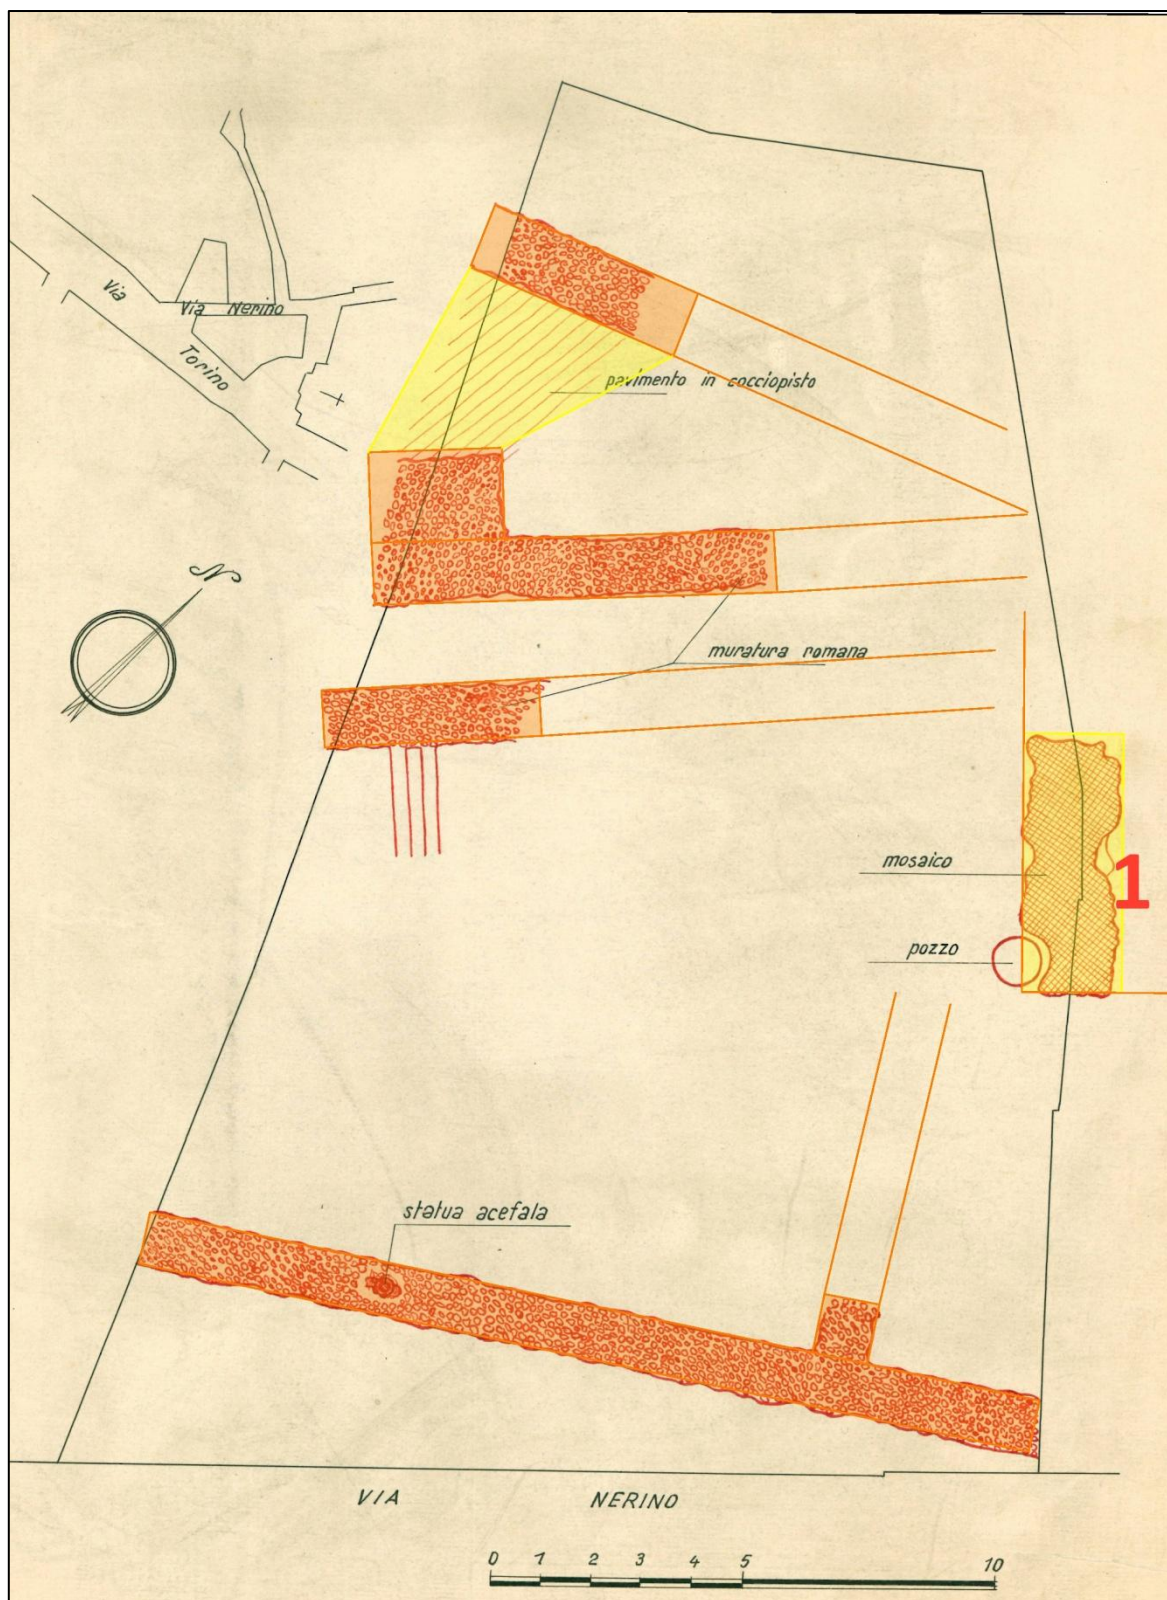 Via
Via Nerino
Torino
pavimento in cocciopisto
N
muratura romana
mosaico
1
pozzo
statua acefala
VIA NERINO
0 1 2 3 4 5 10